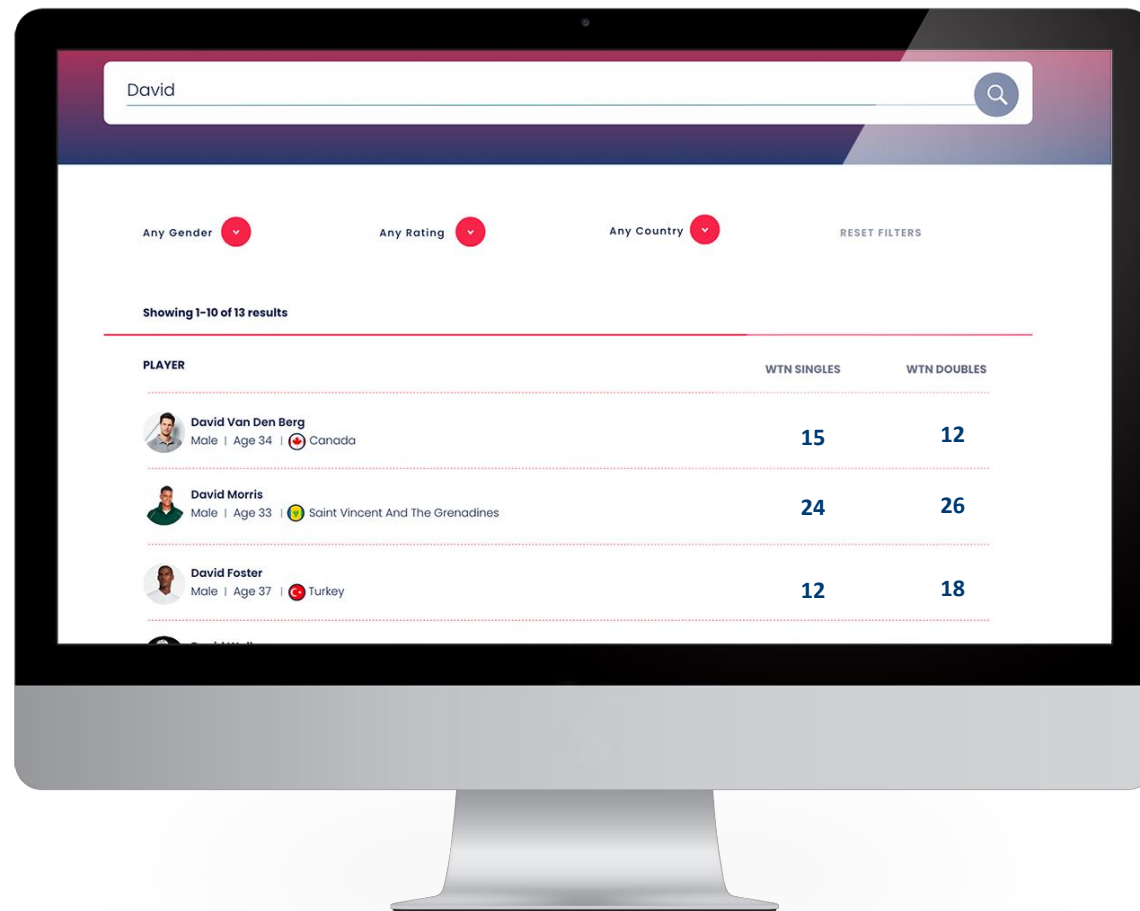 David
Any Gender Any Rating Any Country RESET FILTERS
Showing 1-10 of 13 results
PLAYER WTN SINGLES WTN DOUBLES
David Van Den Berg
Male | Age 34 | Canada 15 12
David Morris
Male | Age 33 | Saint Vincent And The Grenadines 24 26
David Foster
Male | Age 37 | Turkey 12 18